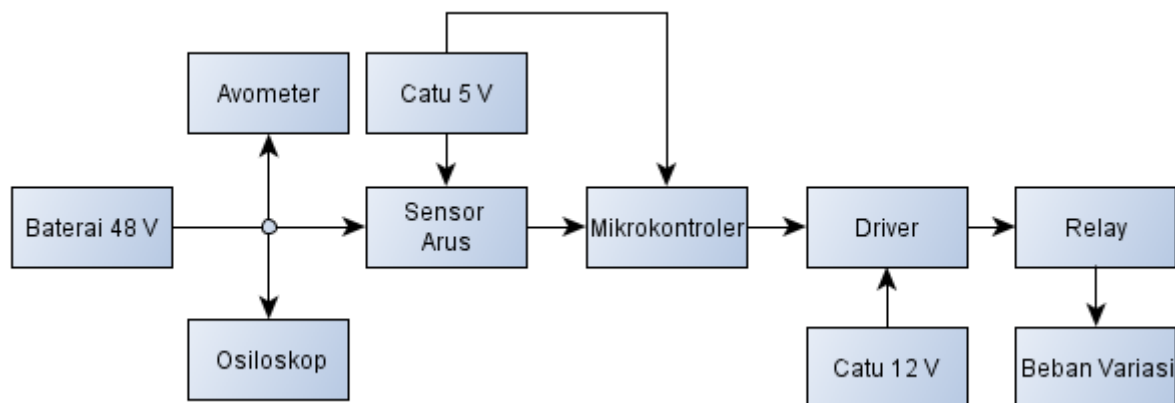 Avometer
Catu 5 V
Baterai 48 V
Sensor
Arus
Mikrokontroler
Driver
Relay
Osiloskop
Catu 12 V
Beban Variasi